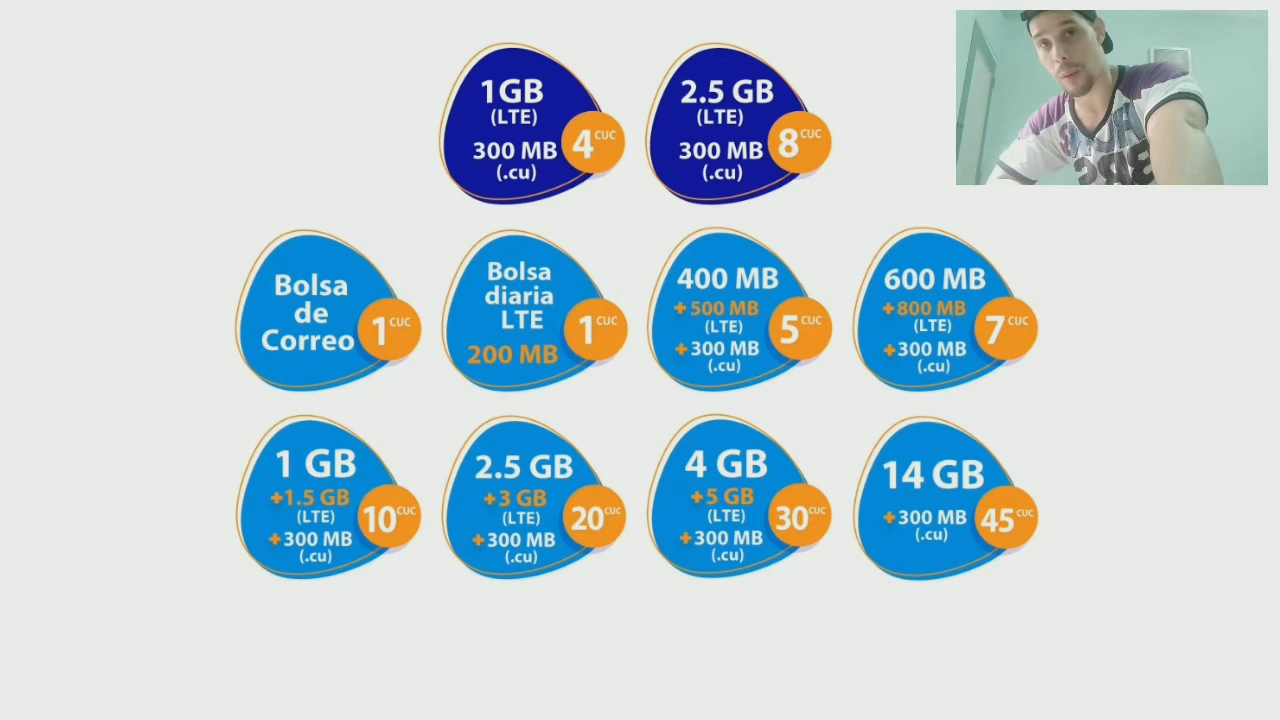 1GB
(LTE)
300 MB
(.cu)
4 CUC
2.5 GB
(LTE)
300 MB
(.cu)
8 CUC
Bolsa
de
Correo
1 CUC
Bolsa
diaria
LTE
200 MB
1 CUC
400 MB
+500 MB
(LTE)
+300 MB
(.cu)
5 CUC
600 MB
+800 MB
(LTE)
+300 MB
(.cu)
7 CUC
1 GB
+1.5 GB
(LTE)
+300 MB
(.cu)
10 CUC
2.5 GB
+3 GB
(LTE)
+300 MB
(.cu)
20 CUC
4 GB
+5 GB
(LTE)
+300 MB
(.cu)
30 CUC
14 GB
+300 MB
(.cu)
45 CUC